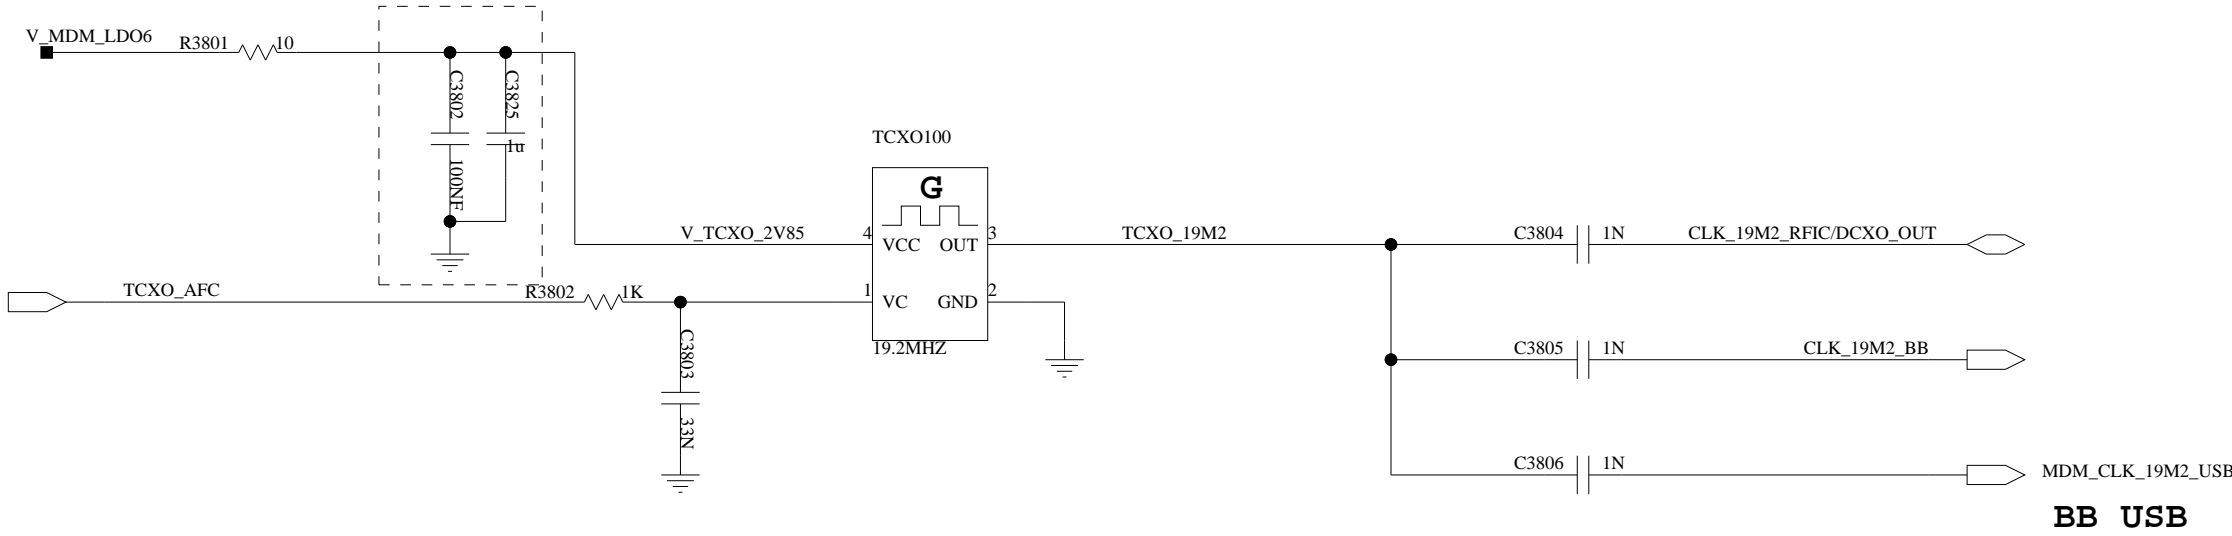 V_MDM_LDO6
R3801 10
C3802
C3825
1u
100NF
TCXO100
G
V_TCXO_2V85
4 VCC OUT 3
TCXO_19M2
C3804 1N CLK_19M2_RFIC/DCXO_OUT
TCXO_AFC
R3802 1K
1 VC GND 2
19.2MHZ
C3803
33N
C3805 1N CLK_19M2_BB
C3806 1N
MDM_CLK_19M2_USB
BB USB